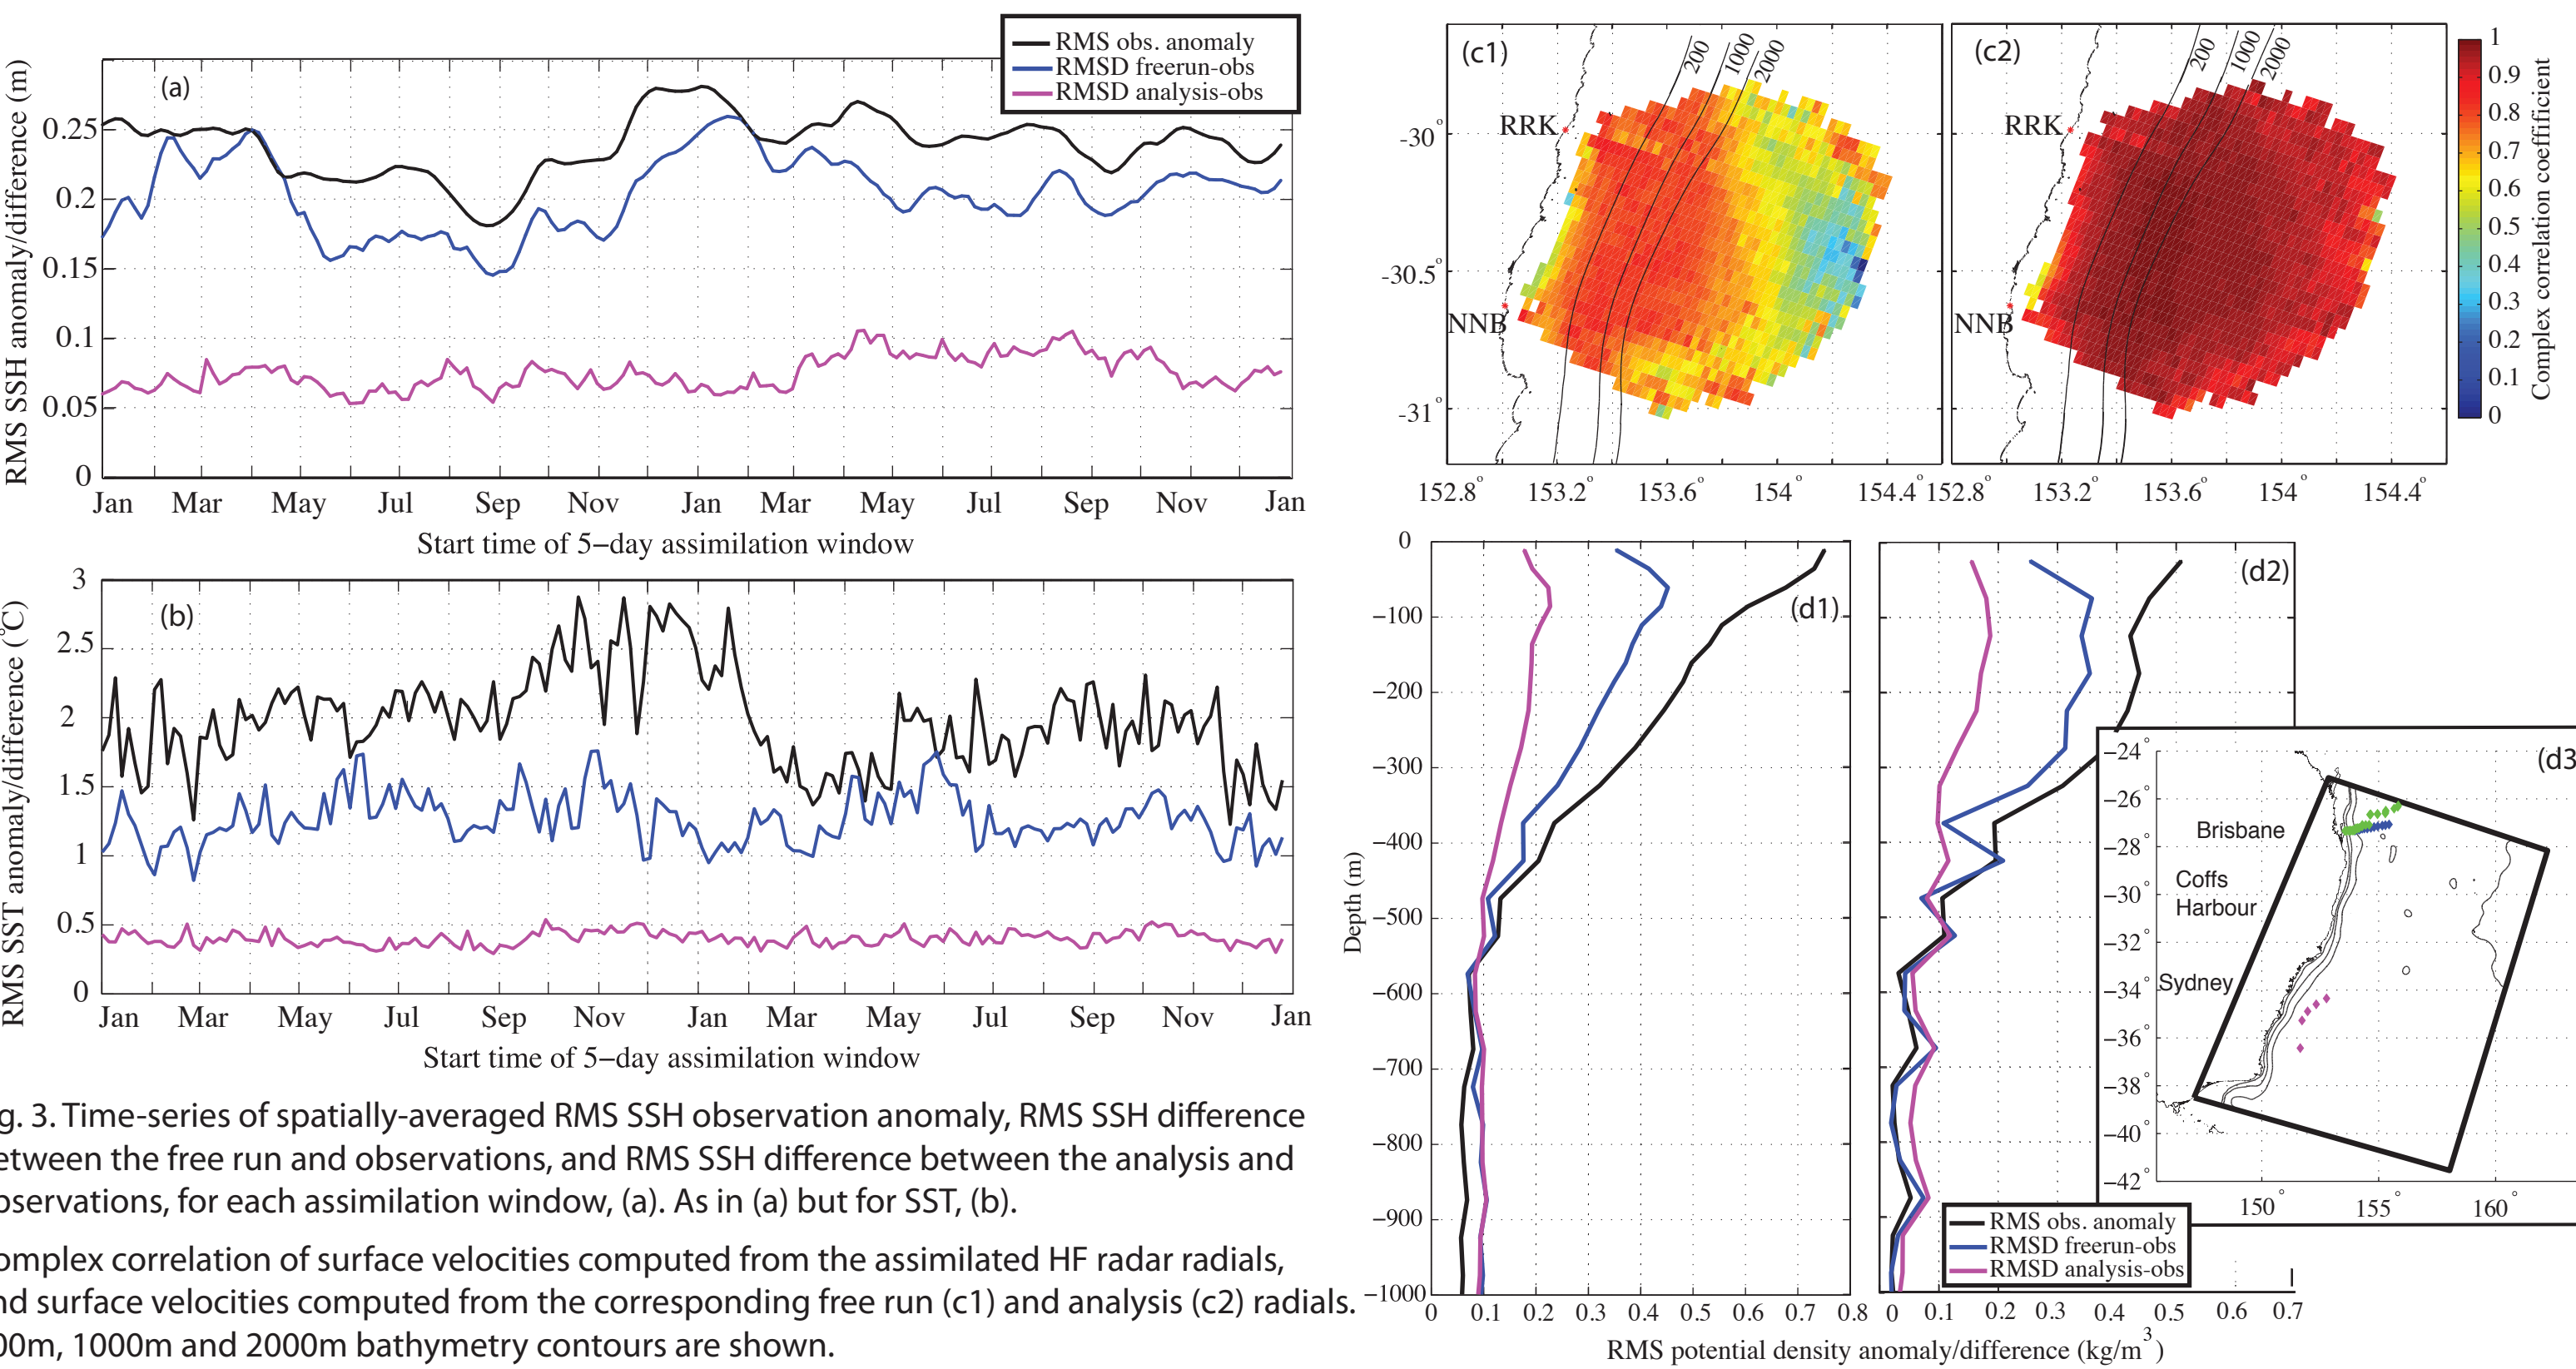 RMS obs. anomaly
RMSD freerun-obs
RMSD analysis-obs
(a)
RMS SSH anomaly/difference (m)
0.25
0.2
0.15
0.1
0.05
0
Jan Mar May Jul Sep Nov Jan Mar May Jul Sep Nov Jan
Start time of 5-day assimilation window
(b)
RMS SST anomaly/difference (°C)
3
2.5
2
1.5
1
0.5
0
Jan Mar May Jul Sep Nov Jan Mar May Jul Sep Nov Jan
Start time of 5-day assimilation window
g. 3. Time-series of spatially-averaged RMS SSH observation anomaly, RMS SSH difference
etween the free run and observations, and RMS SSH difference between the analysis and
bservations, for each assimilation window, (a). As in (a) but for SST, (b).
omplex correlation of surface velocities computed from the assimilated HF radar radials,
nd surface velocities computed from the corresponding free run (c1) and analysis (c2) radials.
00m, 1000m and 2000m bathymetry contours are shown.
(c1)
200
1000
2000
RRK
NNB
-30°
-30.5°
-31°
152.8° 153.2° 153.6° 154° 154.4°
(c2)
200
1000
2000
RRK
NNB
152.8° 153.2° 153.6° 154° 154.4°
1
0.9
0.8
0.7
0.6
0.5
0.4
0.3
0.2
0.1
0
Complex correlation coeffificient
(d1)
Depth (m)
0
-100
-200
-300
-400
-500
-600
-700
-800
-900
-1000
0 0.1 0.2 0.3 0.4 0.5 0.6 0.7 0.8
(d2)
0 0.1 0.2 0.3 0.4 0.5 0.6 0.7
RMS potential density anomaly/difference (kg/m³)
(d3
-24°
-26°
-28°
-30°
-32°
-34°
-36°
-38°
-40°
-42°
Brisbane
Coffs
Harbour
Sydney
150° 155° 160°
RMS obs. anomaly
RMSD freerun-obs
RMSD analysis-obs